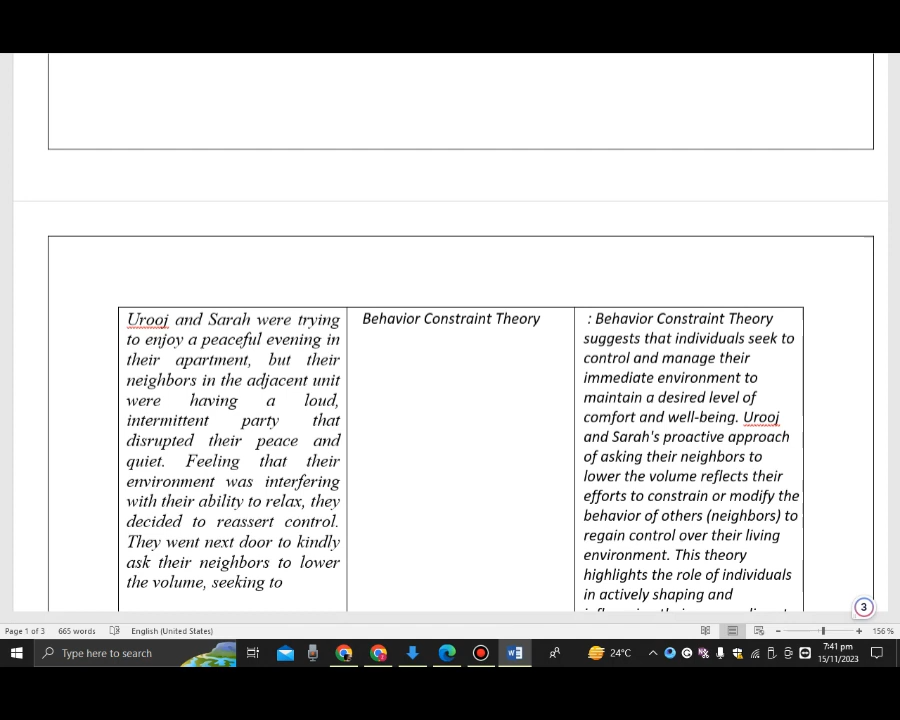 Urooj and Sarah were trying
to enjoy a peaceful evening in
their apartment, but their
neighbors in the adjacent unit
were having a loud,
intermittent party that
disrupted their peace and
quiet. Feeling that their
environment was interfering
with their ability to relax, they
decided to reassert control.
They went next door to kindly
ask their neighbors to lower
the volume, seeking to
Behavior Constraint Theory
: Behavior Constraint Theory
suggests that individuals seek to
control and manage their
immediate environment to
maintain a desired level of
comfort and well-being. Urooj
and Sarah's proactive approach
of asking their neighbors to
lower the volume reflects their
efforts to constrain or modify the
behavior of others (neighbors) to
regain control over their living
environment. This theory
highlights the role of individuals
in actively shaping and
3
Page 1 of 3 665 words English (United States) 156 %
Type here to search
24°C
7:41 pm
15/11/2023